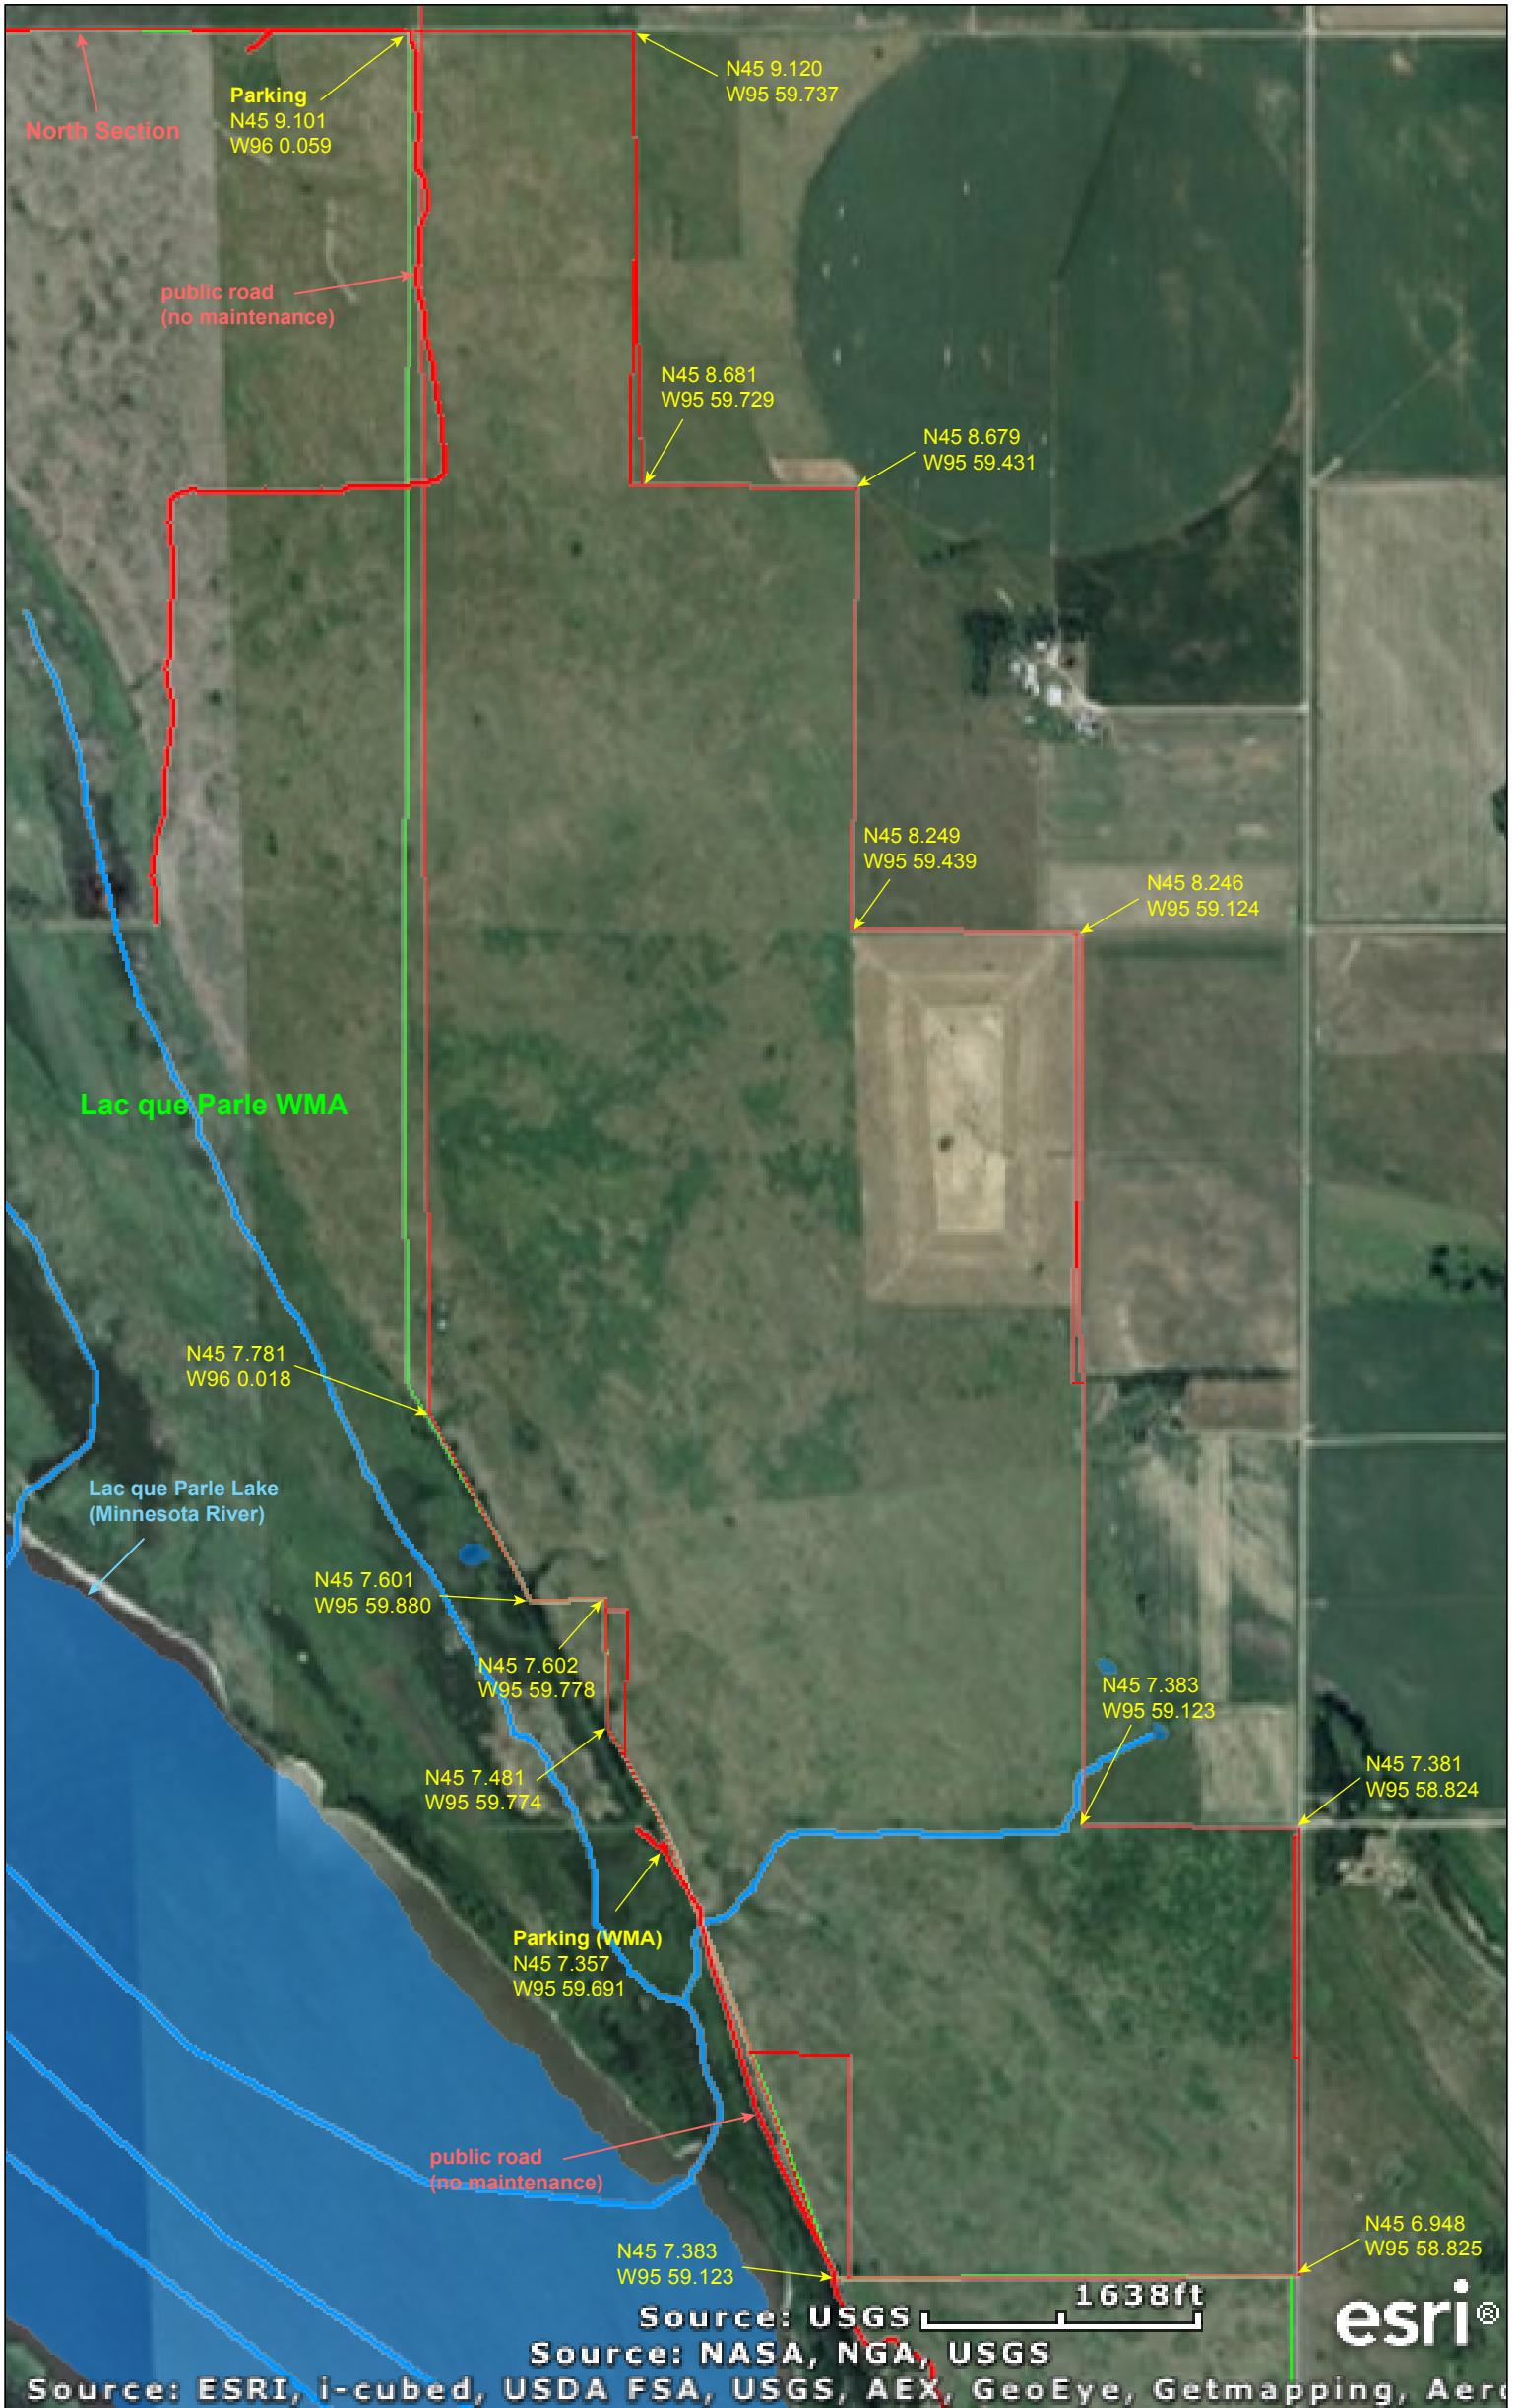 N45 9.120
W95 59.737
Parking
N45 9.101
W96 0.059
North Section
public road
(no maintenance)
N45 8.681
W95 59.729
N45 8.679
W95 59.431
N45 8.249
W95 59.439
N45 8.246
W95 59.124
Lac que Parle WMA
N45 7.781
W96 0.018
Lac que Parle Lake
(Minnesota River)
N45 7.601
W95 59.880
N45 7.602
W95 59.778
N45 7.383
W95 59.123
N45 7.481
W95 59.774
N45 7.381
W95 58.824
Parking (WMA)
N45 7.357
W95 59.691
public road
(no maintenance)
N45 6.948
W95 58.825
N45 7.383
W95 59.123
1638ft
esri®
Source: USGS
Source: NASA, NGA, USGS
Source: ESRI, i-cubed, USDA FSA, USGS, AEX, GeoEye, Getmapping, Aero